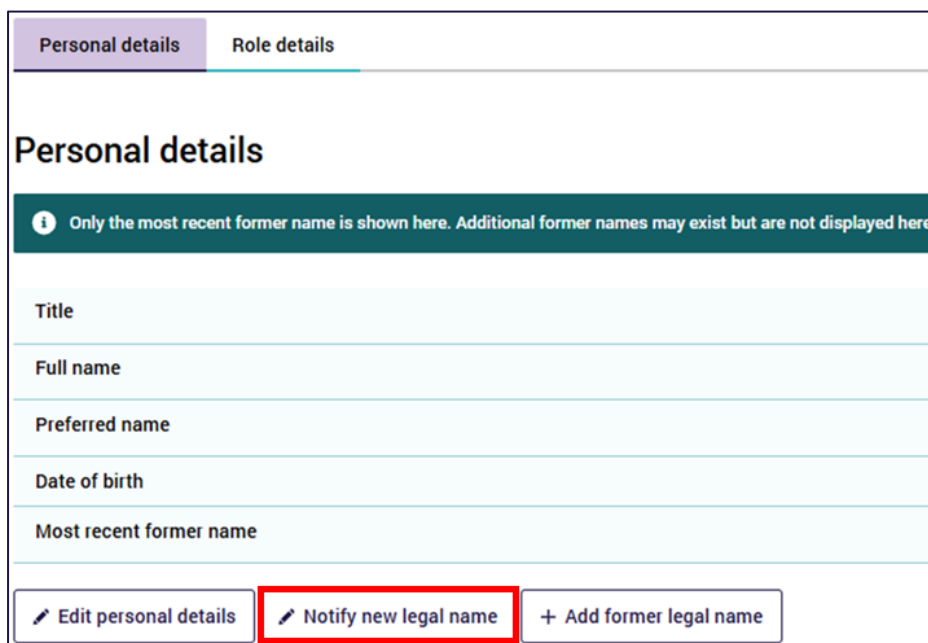 Personal details Role details
Personal details
Only the most recent former name is shown here. Additional former names may exist but are not displayed here
Title
Full name
Preferred name
Date of birth
Most recent former name
Edit personal details Notify new legal name + Add former legal name